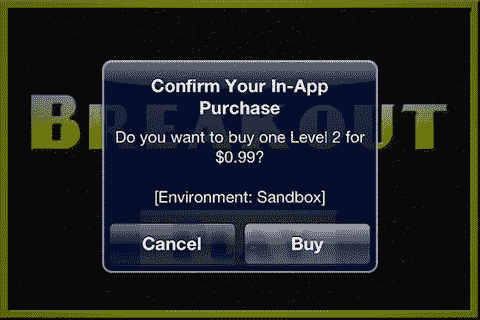 BREAKOUT
Confirm Your In-App
Purchase
Do you want to buy one Level 2 for
$0.99?
[Environment: Sandbox]
Cancel
Buy